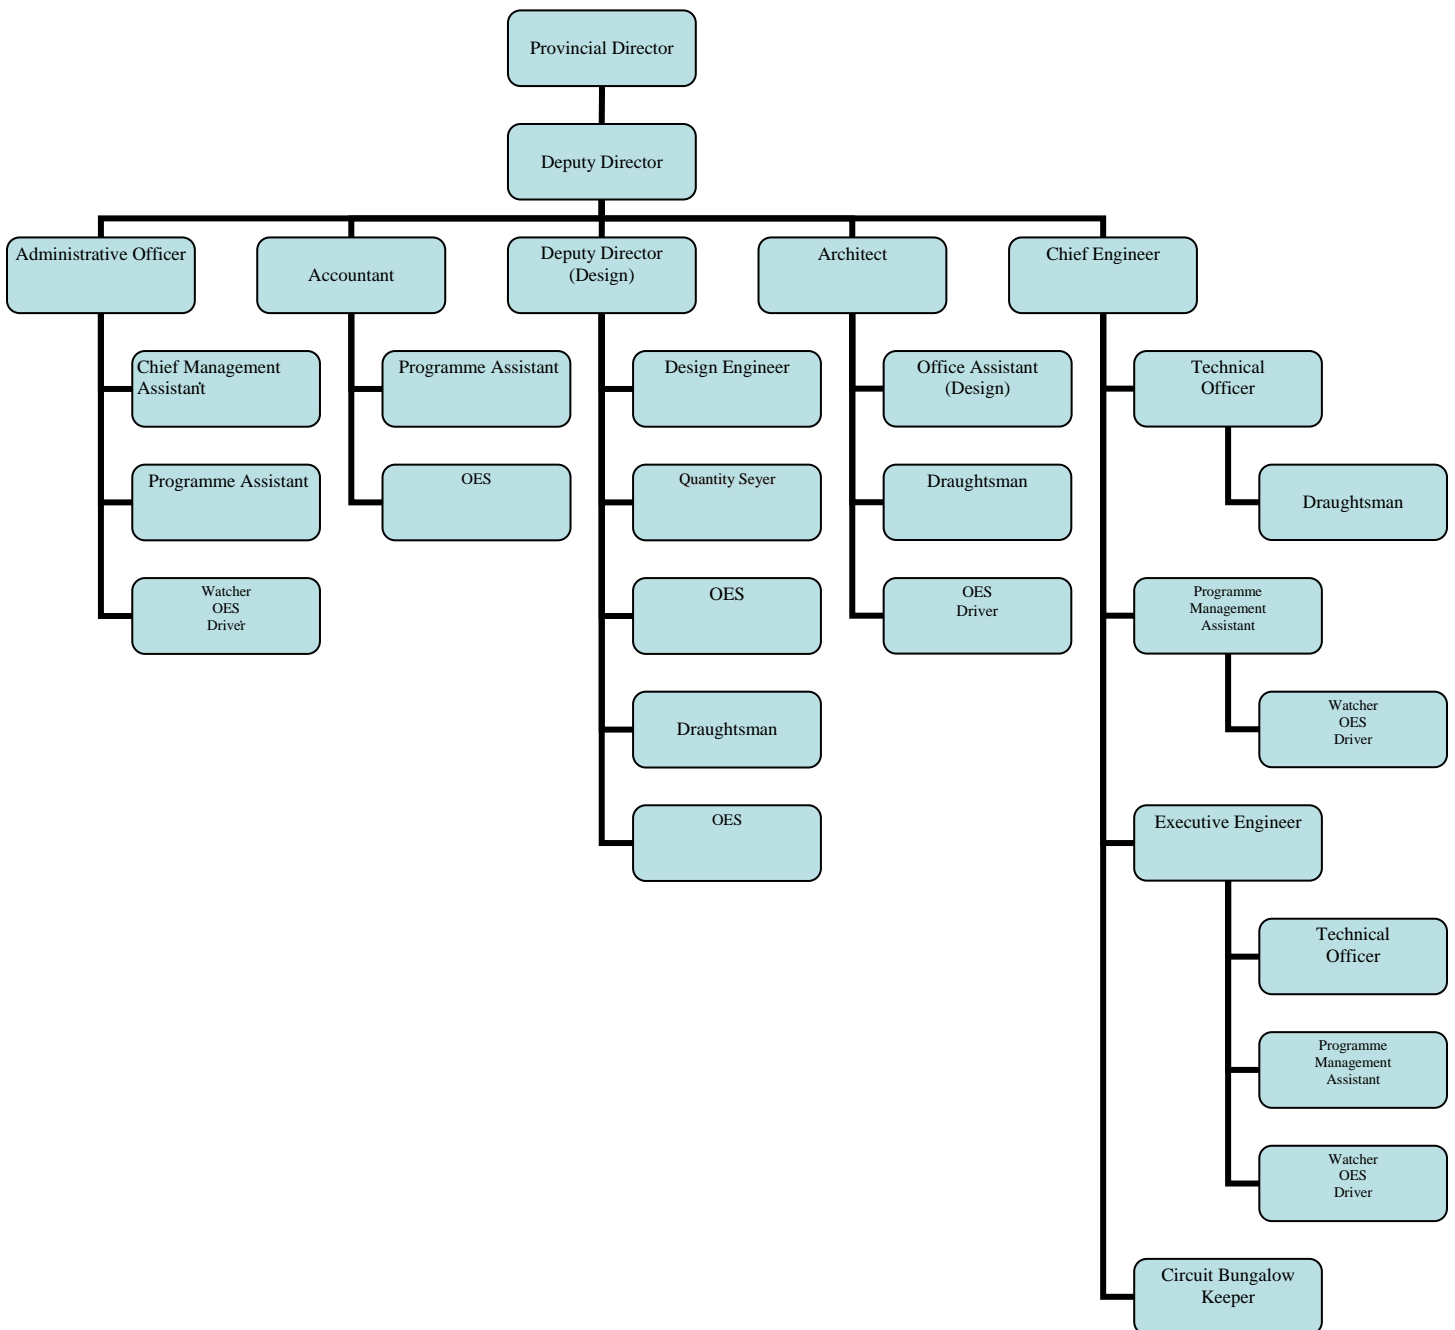 Provincial Director
Deputy Director
Administrative Officer
Accountant
Deputy Director
(Design)
Architect
Chief Engineer
Chief Management
Assistant
Programme Assistant
Design Engineer
Office Assistant
(Design)
Technical
Officer
Programme Assistant
OES
Quantity Seyer
Draughtsman
Draughtsman
Watcher
OES
Driver
OES
OES
Driver
Programme
Management
Assistant
Draughtsman
Watcher
OES
Driver
OES
Executive Engineer
Technical
Officer
Programme
Management
Assistant
Watcher
OES
Driver
Circuit Bungalow
Keeper